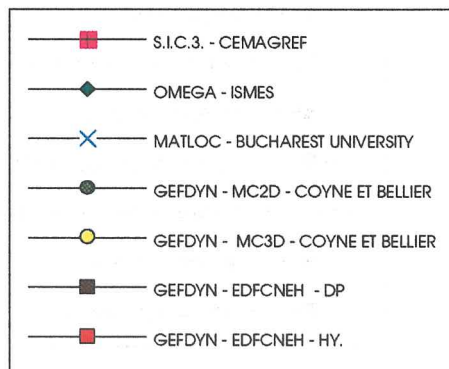 S.I.C.3. - CEMAGREF
OMEGA - ISMES
MATLOC - BUCHAREST UNIVERSITY
GEFDYN - MC2D - COYNE ET BELLIER
GEFDYN - MC3D - COYNE ET BELLIER
GEFDYN - EDFCNEH - DP
GEFDYN - EDFCNEH - HY.